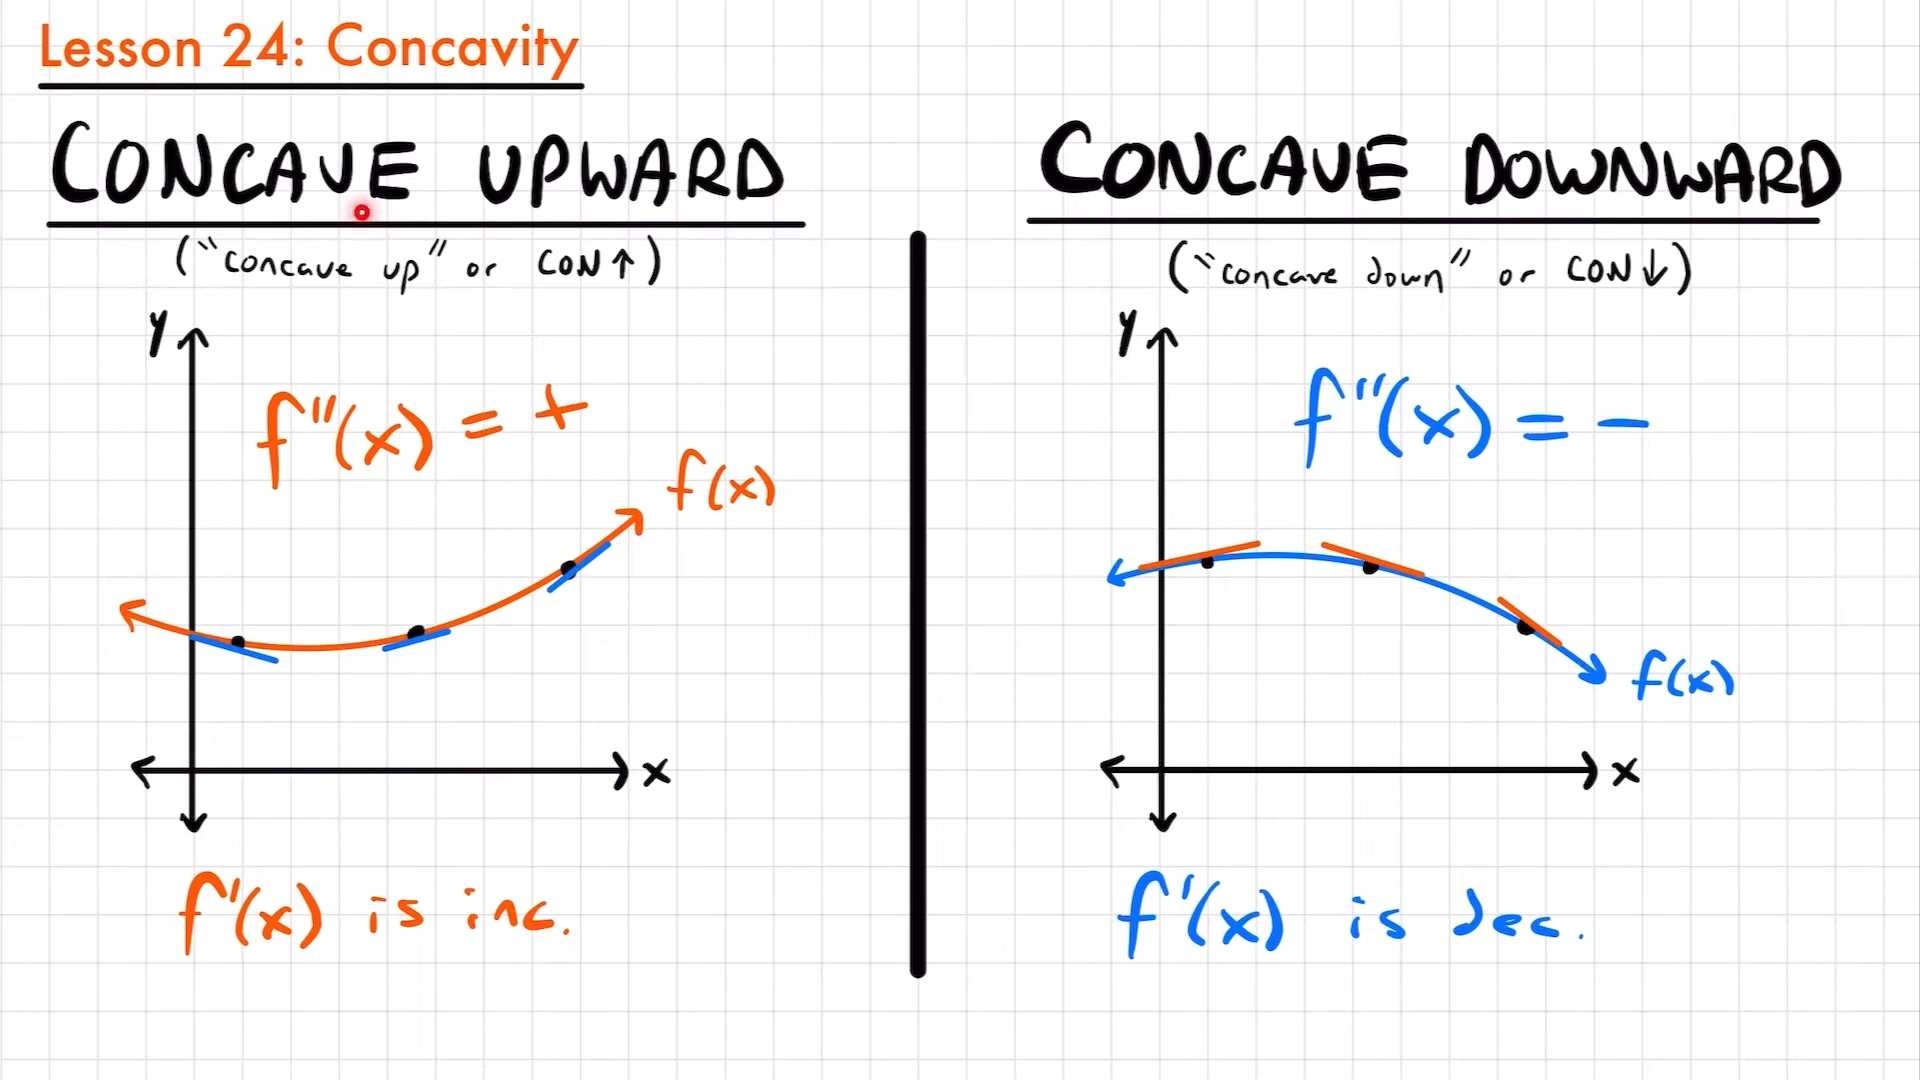 Lesson 24: Concavity
CONCAVE UPWARD
("concave up" or CON↑)
y
f"(x) = +
f(x)
x
f'(x) is inc.
CONCAVE DOWNWARD
("concave down" or CON↓)
y
f"(x) = -
f(x)
x
f'(x) is dec.